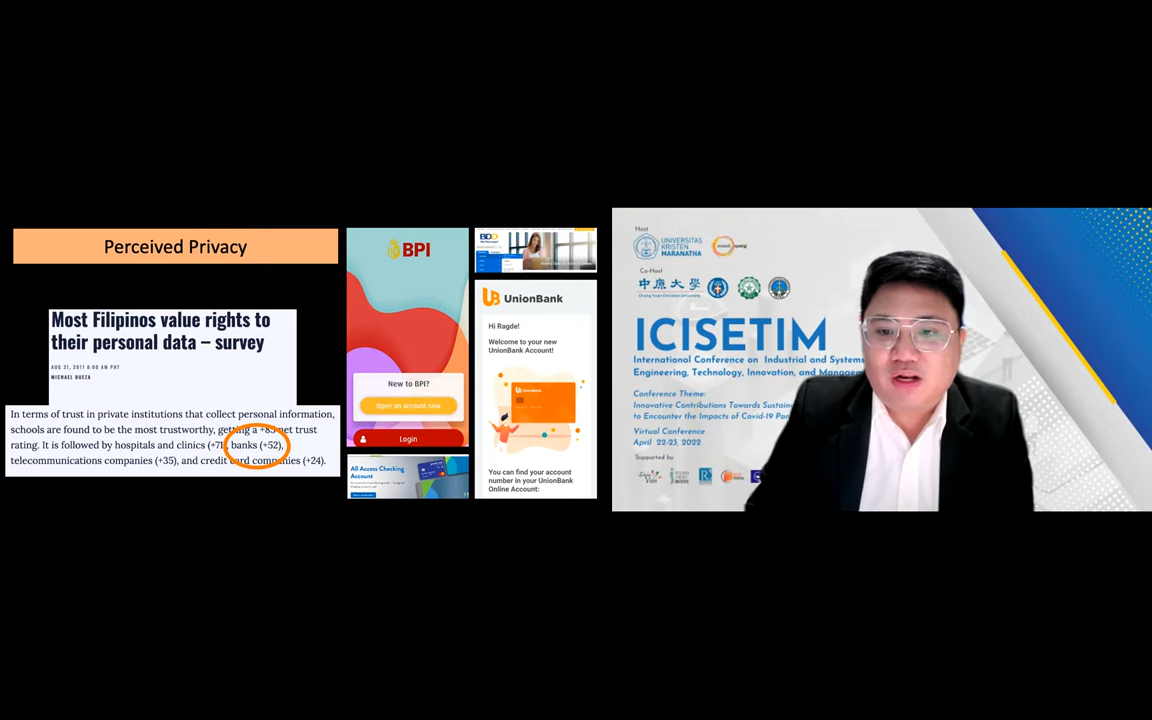 Perceived Privacy
Most Filipinos value rights to
their personal data – survey
AUG 31, 2017 8:00 AM PHT
MICHAEL BUEZA
In terms of trust in private institutions that collect personal information,
schools are found to be the most trustworthy, getting a +83 net trust
rating. It is followed by hospitals and clinics (+71), banks (+52),
telecommunications companies (+35), and credit card companies (+24).
BPI
New to BPI?
Open an account now
Login
All Access Checking
Account
BDO
UB UnionBank
Hi Ragde!
Welcome to your new
UnionBank Account!
UnionBank
You can find your account
number in your UnionBank
Online Account:
Host
UNIVERSITAS
KRISTEN
MARANATHA
Co-Host
中原大學
Chung Yuan Christian University
ICISETIM
International Conference on Industrial and Systems
Engineering, Technology, Innovation, and Managem
Conference Theme:
Innovative Contributions Towards Sustain
to Encounter the Impacts of Covid-19 Pan
Virtual Conference
April 22-23, 2022
Supported by